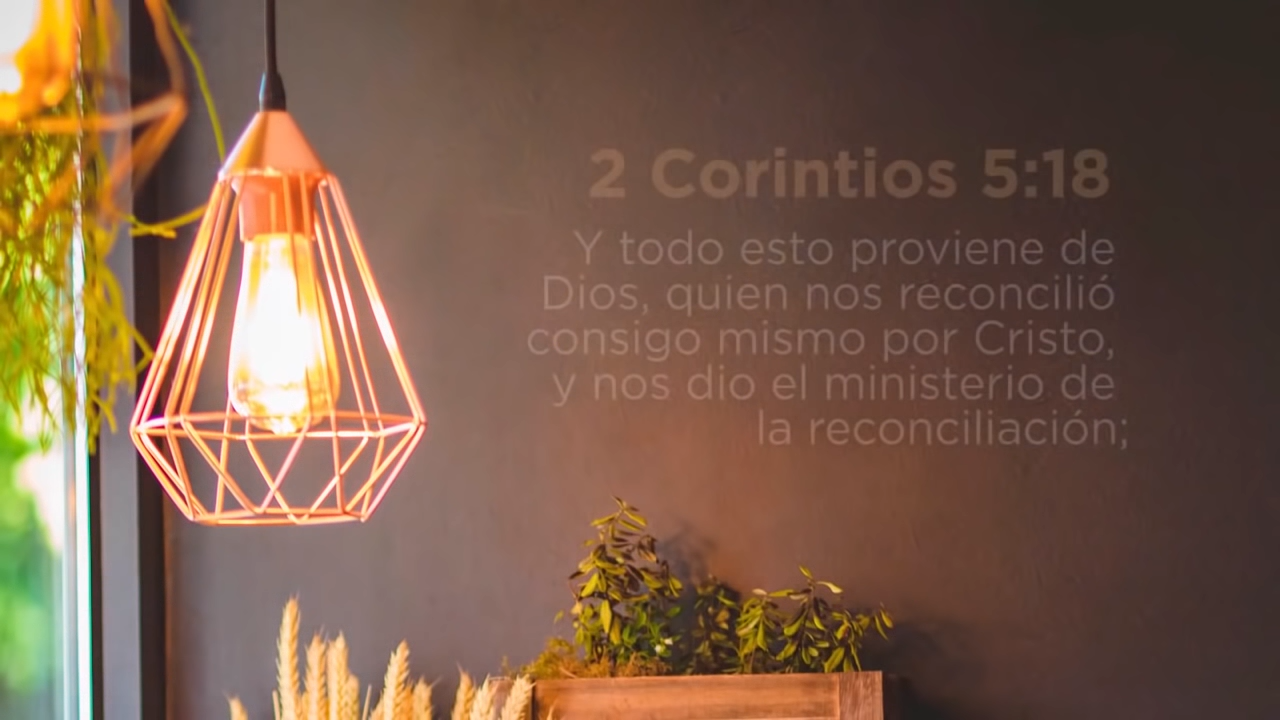 2 Corintios 5:18
Y todo esto proviene de
Dios, quien nos reconcilió
consigo mismo por Cristo,
y nos dio el ministerio de
la reconciliación;